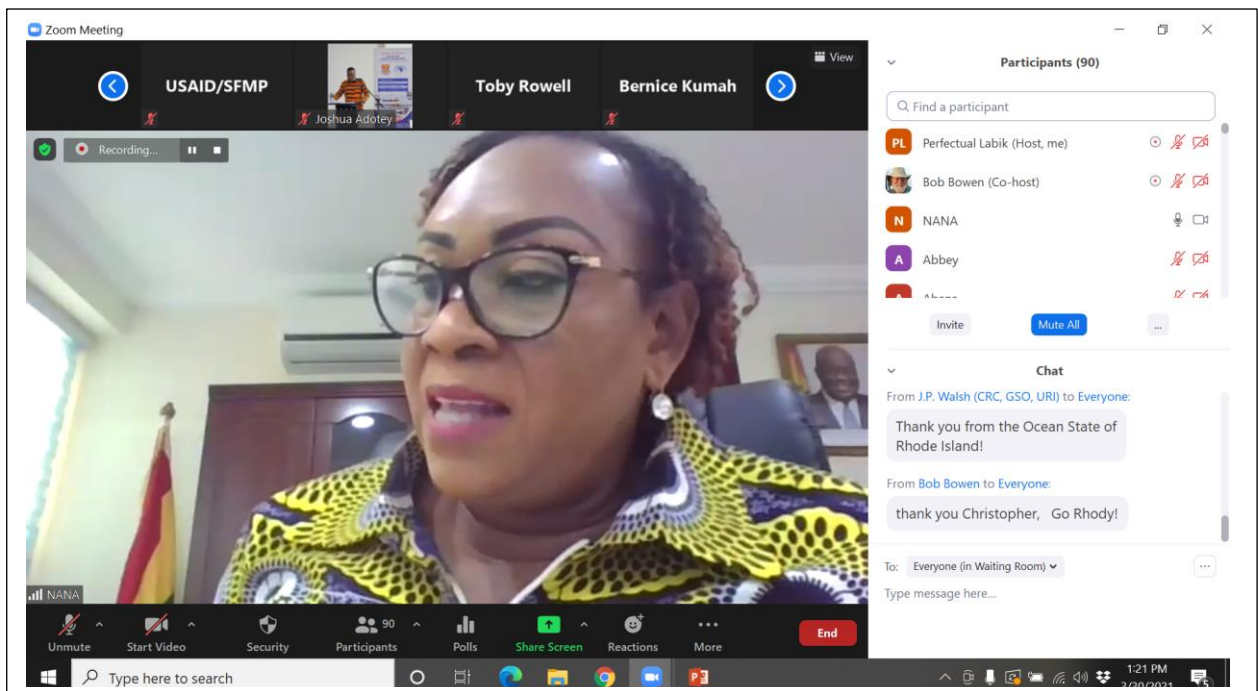 Zoom Meeting
USAID/SFMP
Joshua Adotey
Toby Rowell
Bernice Kumah
View
Recording...
NANA
Participants (90)
Find a participant
PL Perfectual Labik (Host, me)
Bob Bowen (Co-host)
N NANA
A Abbey
Invite
Mute All
...
Chat
From J.P. Walsh (CRC, GSO, URI) to Everyone:
Thank you from the Ocean State of
Rhode Island!
From Bob Bowen to Everyone:
thank you Christopher, Go Rhody!
To: Everyone (in Waiting Room)
...
Type message here...
Unmute
Start Video
Security
90
Participants
Polls
Share Screen
Reactions
More
End
Type here to search
1:21 PM
3/30/2021